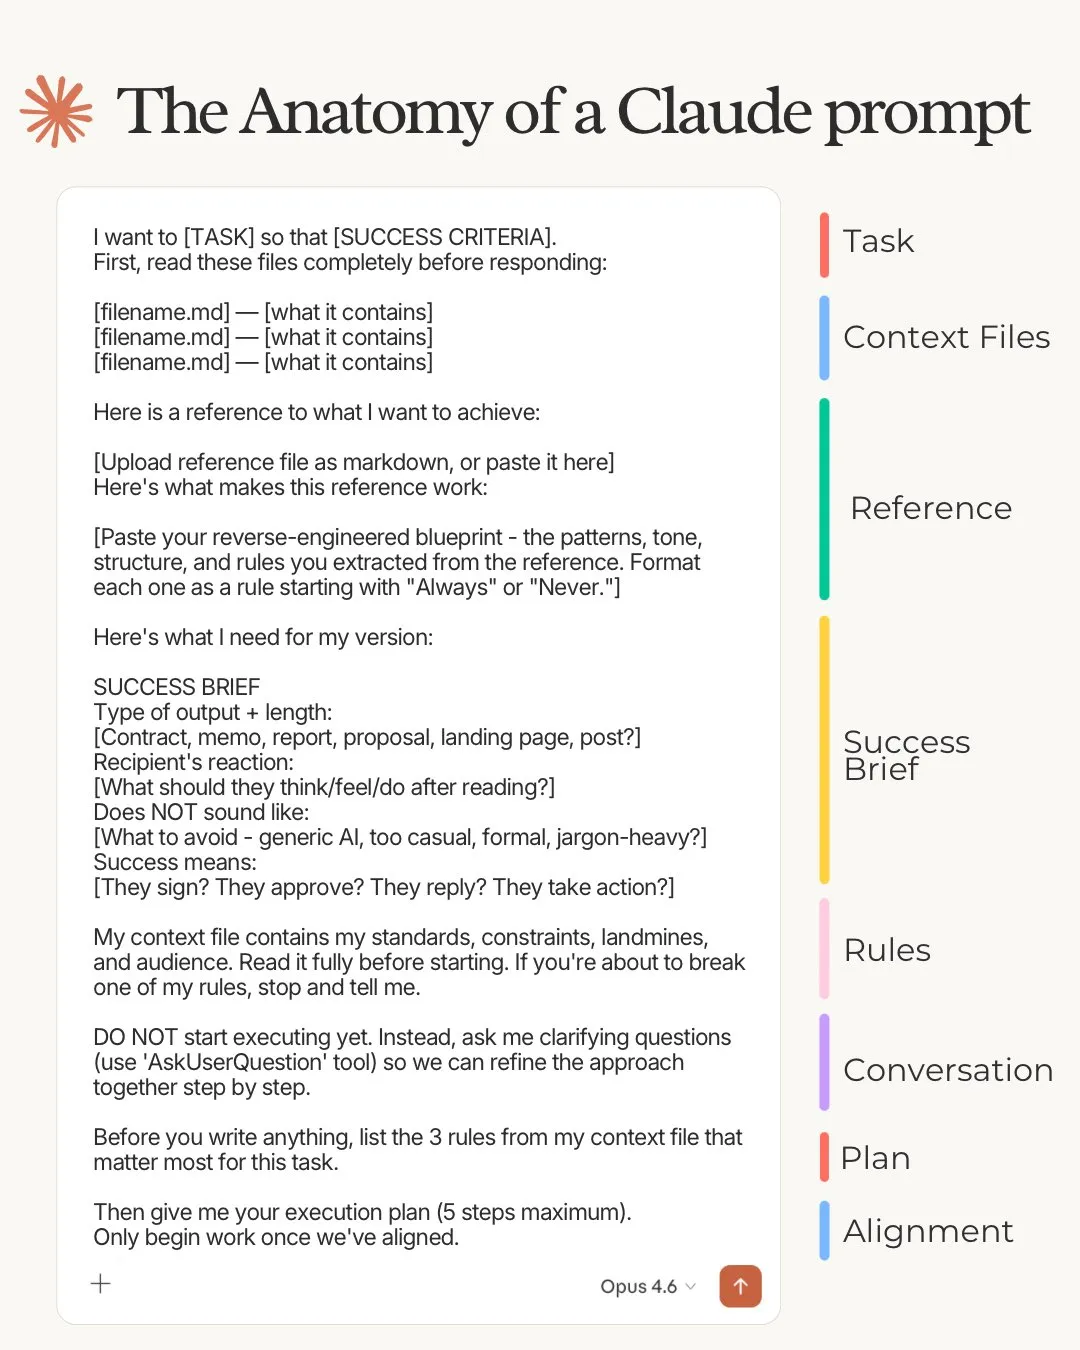 The Anatomy of a Claude prompt
I want to [TASK] so that [SUCCESS CRITERIA].
First, read these files completely before responding:
[filename.md] — [what it contains]
[filename.md] — [what it contains]
[filename.md] — [what it contains]
Here is a reference to what I want to achieve:
[Upload reference file as markdown, or paste it here]
Here's what makes this reference work:
[Paste your reverse-engineered blueprint - the patterns, tone,
structure, and rules you extracted from the reference. Format
each one as a rule starting with "Always" or "Never."]
Here's what I need for my version:
SUCCESS BRIEF
Type of output + length:
[Contract, memo, report, proposal, landing page, post?]
Recipient's reaction:
[What should they think/feel/do after reading?]
Does NOT sound like:
[What to avoid - generic AI, too casual, formal, jargon-heavy?]
Success means:
[They sign? They approve? They reply? They take action?]
My context file contains my standards, constraints, landmines,
and audience. Read it fully before starting. If you're about to break
one of my rules, stop and tell me.
DO NOT start executing yet. Instead, ask me clarifying questions
(use 'AskUserQuestion' tool) so we can refine the approach
together step by step.
Before you write anything, list the 3 rules from my context file that
matter most for this task.
Then give me your execution plan (5 steps maximum).
Only begin work once we've aligned.
Opus 4.6
Task
Context Files
Reference
Success
Brief
Rules
Conversation
Plan
Alignment